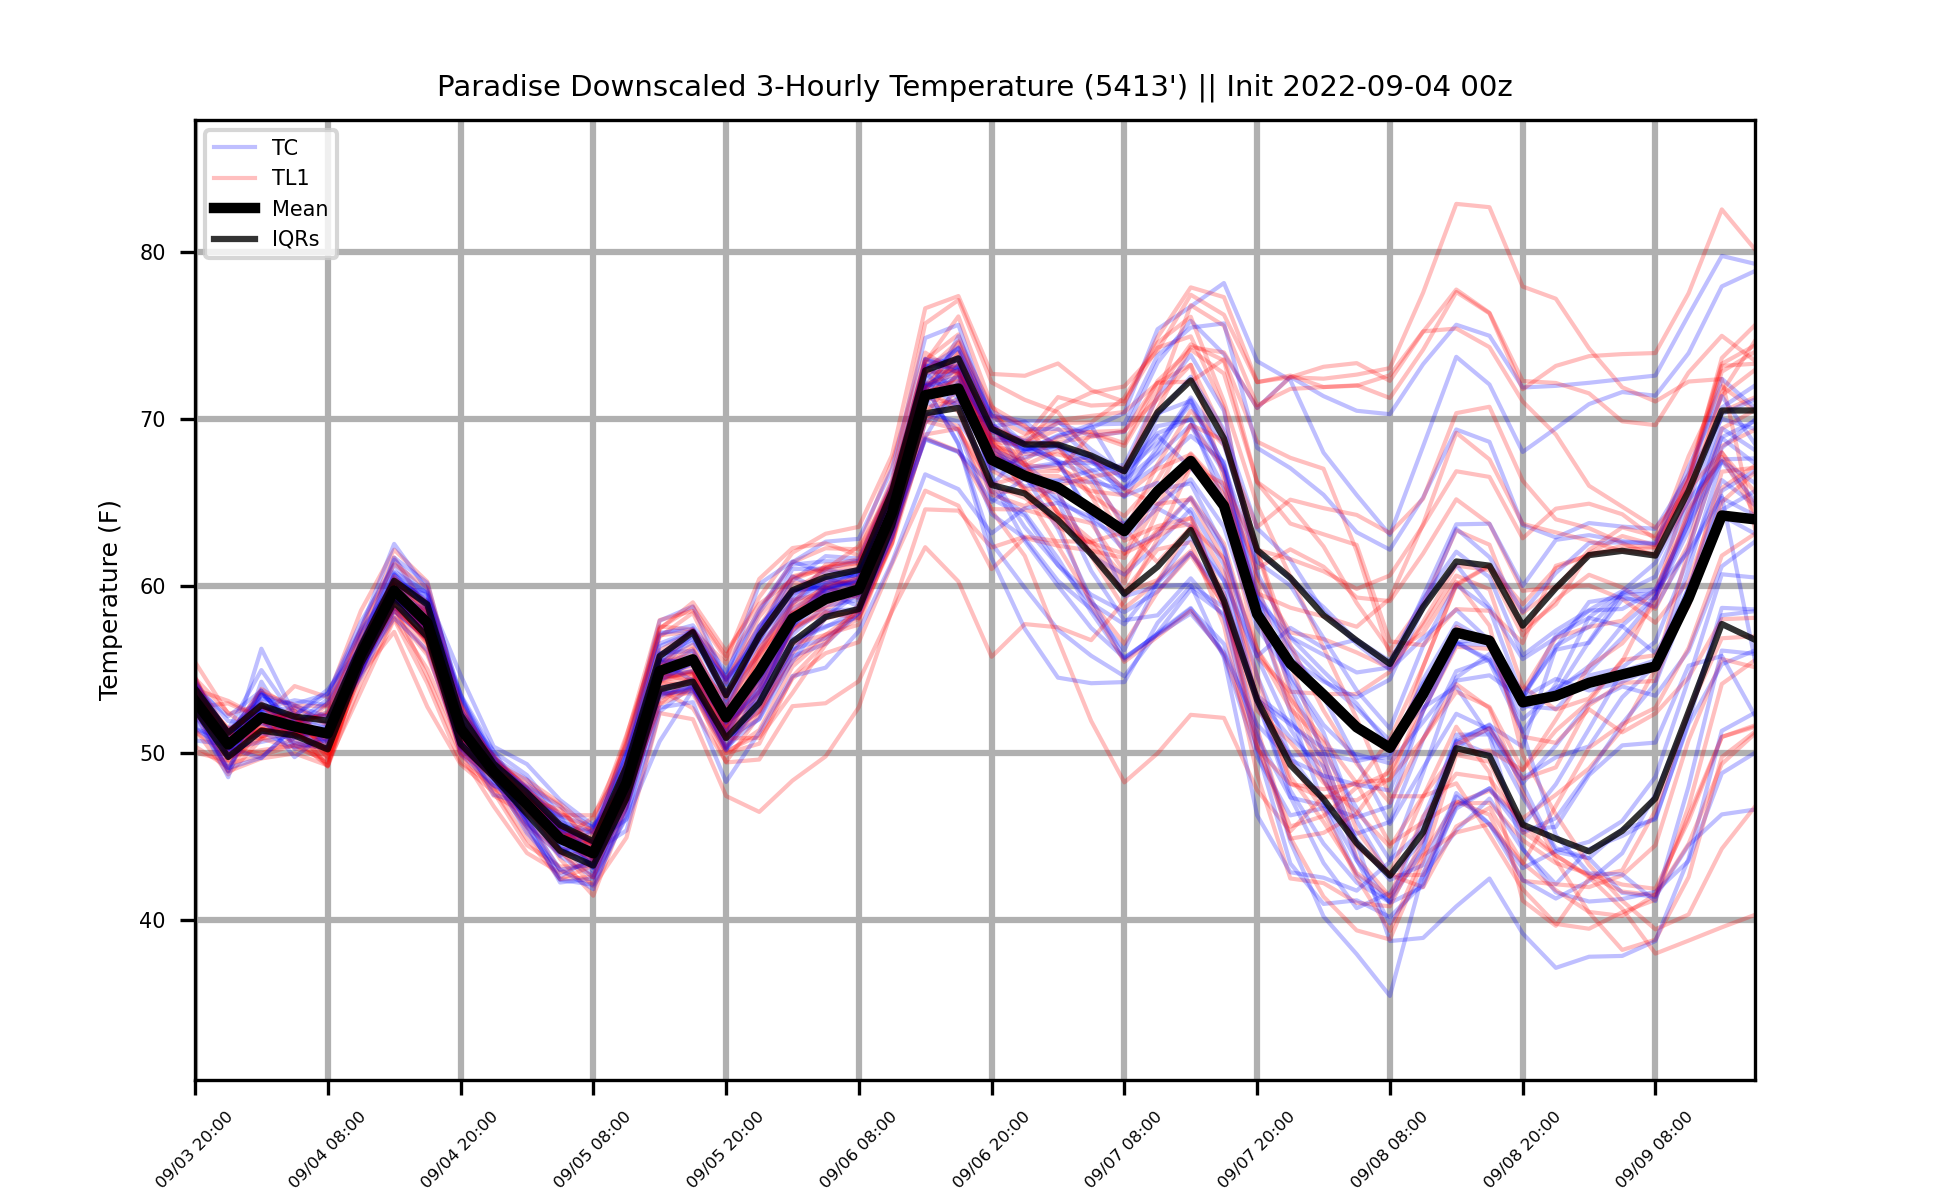 Paradise Downscaled 3-Hourly Temperature (5413') || Init 2022-09-04 00z
TC
TL1
Mean
IQRs
Temperature (F)
80
70
60
50
40
09/03 20:00
09/04 08:00
09/04 20:00
09/05 08:00
09/05 20:00
09/06 08:00
09/06 20:00
09/07 08:00
09/07 20:00
09/08 08:00
09/08 20:00
09/09 08:00